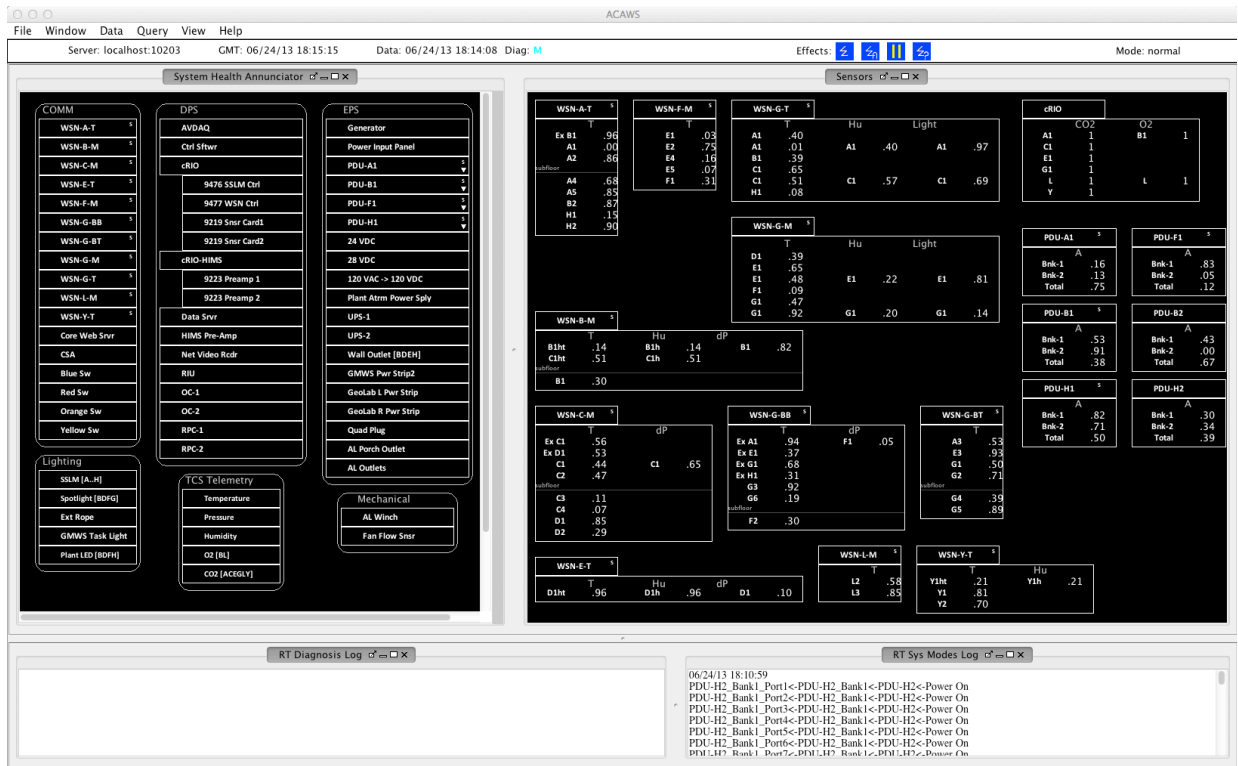 ACAWS
File Window Data Query View Help
Server: localhost:10203 GMT: 06/24/13 18:15:15 Data: 06/24/13 18:14:08 Diag: M Effects: Mode: normal
System Health Annunciator
COMM
WSN-A-T S
WSN-B-M S
WSN-C-M S
WSN-E-T S
WSN-F-M S
WSN-G-BB S
WSN-G-BT S
WSN-G-M S
WSN-G-T S
WSN-L-M S
WSN-Y-T S
Core Web Srvr
CSA
Blue Sw
Red Sw
Orange Sw
Yellow Sw
Lighting
SSLM [A..H]
Spotlight [BDFG]
Ext Rope
GMWS Task Light
Plant LED [BDFH]
DPS
AVDAQ
Ctrl Sftwr
cRIO
9476 SSLM Ctrl
9477 WSN Ctrl
9219 Snsr Card1
9219 Snsr Card2
cRIO-HIMS
9223 Preamp 1
9223 Preamp 2
Data Srvr
HIMS Pre-Amp
Net Video Rcdr
RIU
OC-1
OC-2
RPC-1
RPC-2
TCS Telemetry
Temperature
Pressure
Humidity
O2 [BL]
CO2 [ACEGLY]
EPS
Generator
Power Input Panel
PDU-A1 S
PDU-B1 S
PDU-F1 S
PDU-H1 S
24 VDC
28 VDC
120 VAC -> 120 VDC
Plant Atrm Power Sply
UPS-1
UPS-2
Wall Outlet [BDEH]
GMWS Pwr Strip2
GeoLab L Pwr Strip
GeoLab R Pwr Strip
Quad Plug
AL Porch Outlet
AL Outlets
Mechanical
AL Winch
Fan Flow Snsr
Sensors
WSN-A-T S
T
Ex B1 .96
A1 .00
A2 .86
subfloor
A4 .68
A5 .85
B2 .87
H1 .15
H2 .90
WSN-F-M S
T
E1 .03
E2 .75
E4 .16
E5 .07
F1 .31
WSN-G-T S
T Hu Light
A1 .40
A1 .01 A1 .40 A1 .97
B1 .39
C1 .65
C1 .51 C1 .57 C1 .69
H1 .08
cRIO
CO2 O2
A1 1 B1 1
C1 1
E1 1
G1 1
L 1 L 1
Y 1
WSN-G-M S
T Hu Light
D1 .39
E1 .65
E1 .48 E1 .22 E1 .81
F1 .09
G1 .47
G1 .92 G1 .20 G1 .14
PDU-A1 S
A
Bnk-1 .16
Bnk-2 .13
Total .75
PDU-F1 S
A
Bnk-1 .83
Bnk-2 .05
Total .12
WSN-B-M S
T Hu dP
B1ht .14 B1h .14 B1 .82
C1ht .51 C1h .51
subfloor
B1 .30
PDU-B1 S
A
Bnk-1 .53
Bnk-2 .91
Total .38
PDU-B2
A
Bnk-1 .43
Bnk-2 .00
Total .67
WSN-C-M S
T dP
Ex C1 .56
Ex D1 .53
C1 .44 C1 .65
C2 .47
subfloor
C3 .11
C4 .07
D1 .85
D2 .29
WSN-G-BB S
T dP
Ex A1 .94 F1 .05
Ex E1 .37
Ex G1 .68
Ex H1 .31
G3 .92
G6 .19
subfloor
F2 .30
WSN-G-BT S
T
A3 .53
E3 .93
G1 .50
G2 .71
subfloor
G4 .39
G5 .89
PDU-H1 S
A
Bnk-1 .82
Bnk-2 .71
Total .50
PDU-H2
A
Bnk-1 .30
Bnk-2 .34
Total .39
WSN-E-T S
T Hu dP
D1ht .96 D1h .96 D1 .10
WSN-L-M S
T
L2 .58
L3 .85
WSN-Y-T S
T Hu
Y1ht .21 Y1h .21
Y1 .81
Y2 .70
RT Diagnosis Log
RT Sys Modes Log
06/24/13 18:10:59
PDU-H2_Bank1_Port1<-PDU-H2_Bank1<-PDU-H2<-Power On
PDU-H2_Bank1_Port2<-PDU-H2_Bank1<-PDU-H2<-Power On
PDU-H2_Bank1_Port3<-PDU-H2_Bank1<-PDU-H2<-Power On
PDU-H2_Bank1_Port4<-PDU-H2_Bank1<-PDU-H2<-Power On
PDU-H2_Bank1_Port5<-PDU-H2_Bank1<-PDU-H2<-Power On
PDU-H2_Bank1_Port6<-PDU-H2_Bank1<-PDU-H2<-Power On
PDU-H2_Bank1_Port7<-PDU-H2_Bank1<-PDU-H2<-Power On